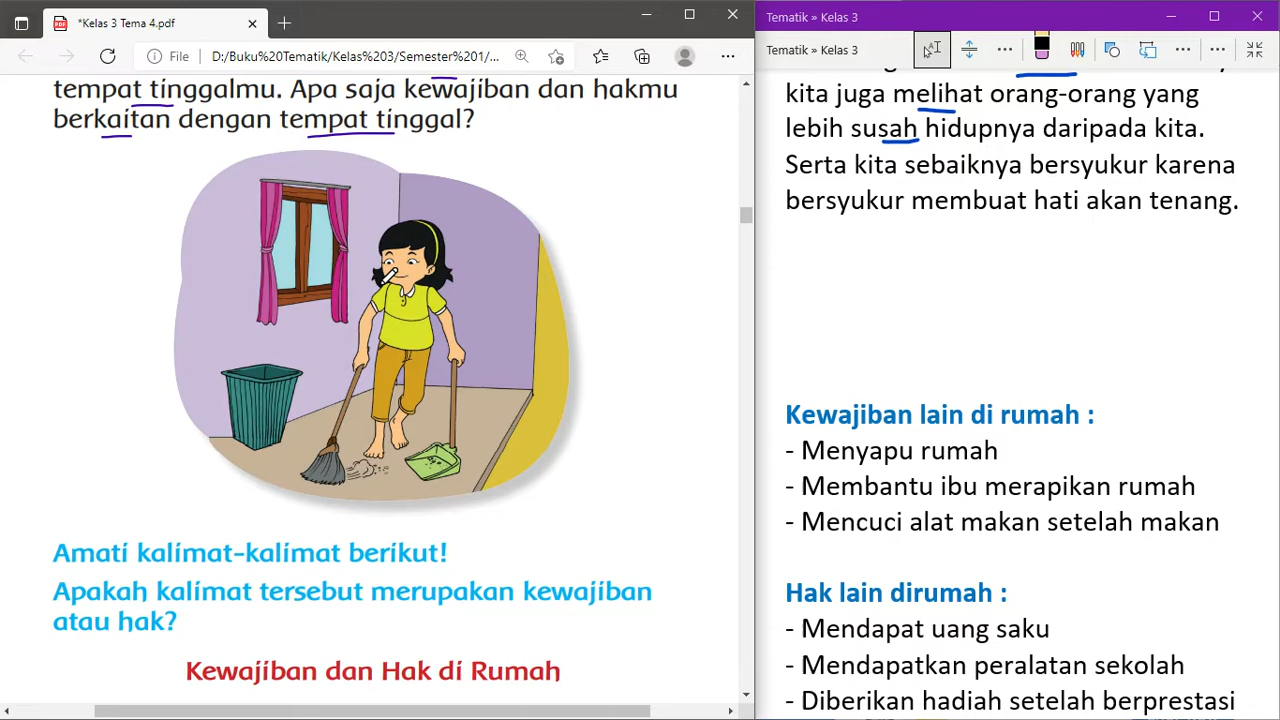 *Kelas 3 Tema 4.pdf
File
D:/Buku%20Tematik/Kelas%203/Semester%201/...
tempat tinggalmu. Apa saja kewajiban dan hakmu
berkaitan dengan tempat tinggal?
Amati kalimat-kalimat berikut!
Apakah kalimat tersebut merupakan kewajiban
atau hak?
Kewajiban dan Hak di Rumah
Tematik » Kelas 3
Tematik » Kelas 3
kita juga melihat orang-orang yang
lebih susah hidupnya daripada kita.
Serta kita sebaiknya bersyukur karena
bersyukur membuat hati akan tenang.
Kewajiban lain di rumah :
- Menyapu rumah
- Membantu ibu merapikan rumah
- Mencuci alat makan setelah makan
Hak lain dirumah :
- Mendapat uang saku
- Mendapatkan peralatan sekolah
- Diberikan hadiah setelah berprestasi